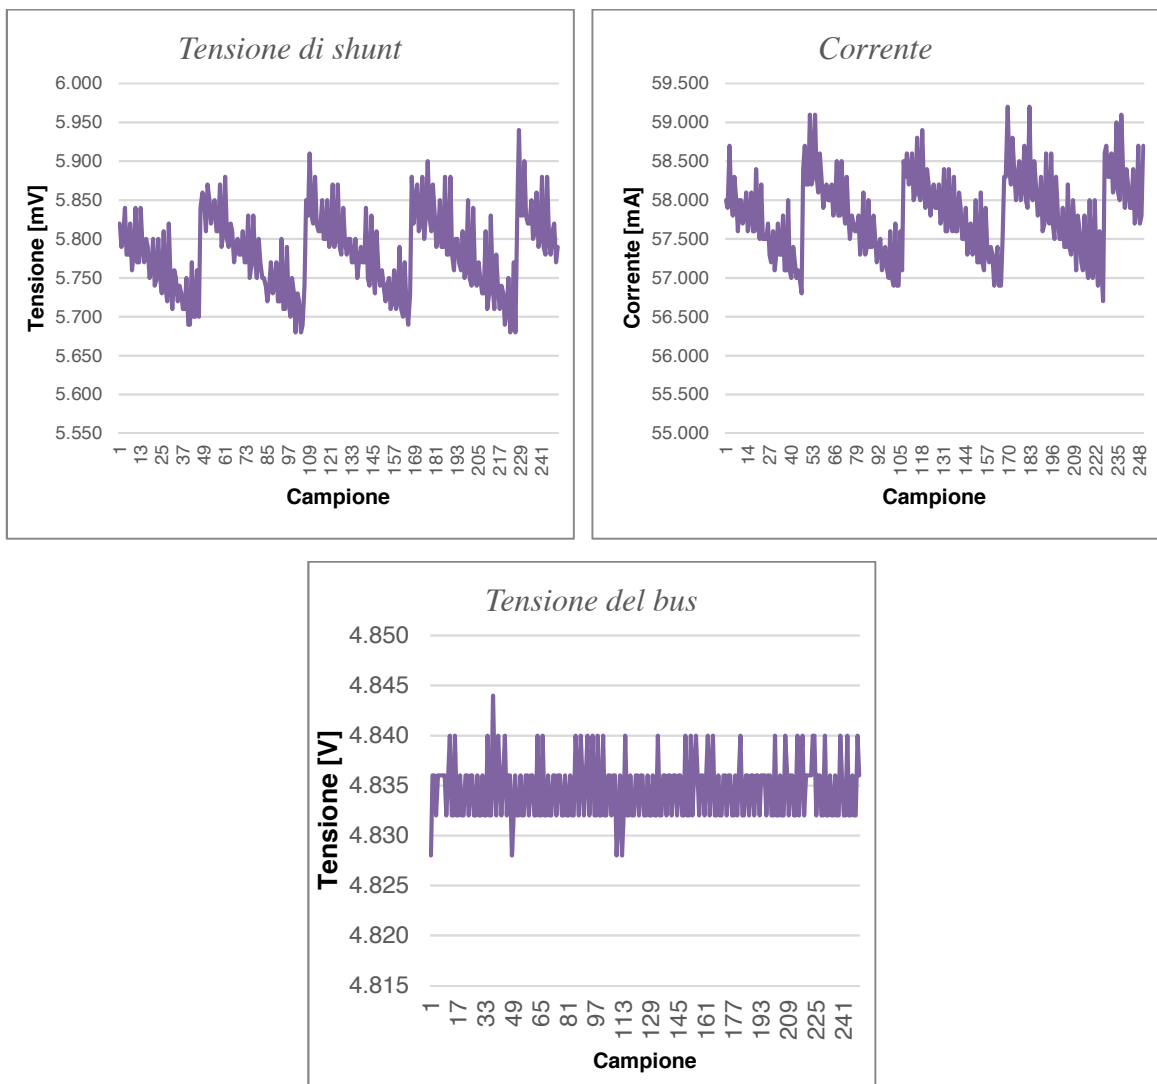 Tensione di shunt
6.000
5.950
5.900
5.850
5.800
5.750
5.700
5.650
5.600
5.550
Tensione [mV]
1 13 25 37 49 61 73 85 97 109 121 133 145 157 169 181 193 205 217 229 241
Campione
Corrente
59.500
59.000
58.500
58.000
57.500
57.000
56.500
56.000
55.500
55.000
Corrente [mA]
1 14 27 40 53 66 79 92 105 118 131 144 157 170 183 196 209 222 235 248
Campione
Tensione del bus
4.850
4.845
4.840
4.835
4.830
4.825
4.820
4.815
Tensione [V]
1 17 33 49 65 81 97 113 129 145 161 177 193 209 225 241
Campione